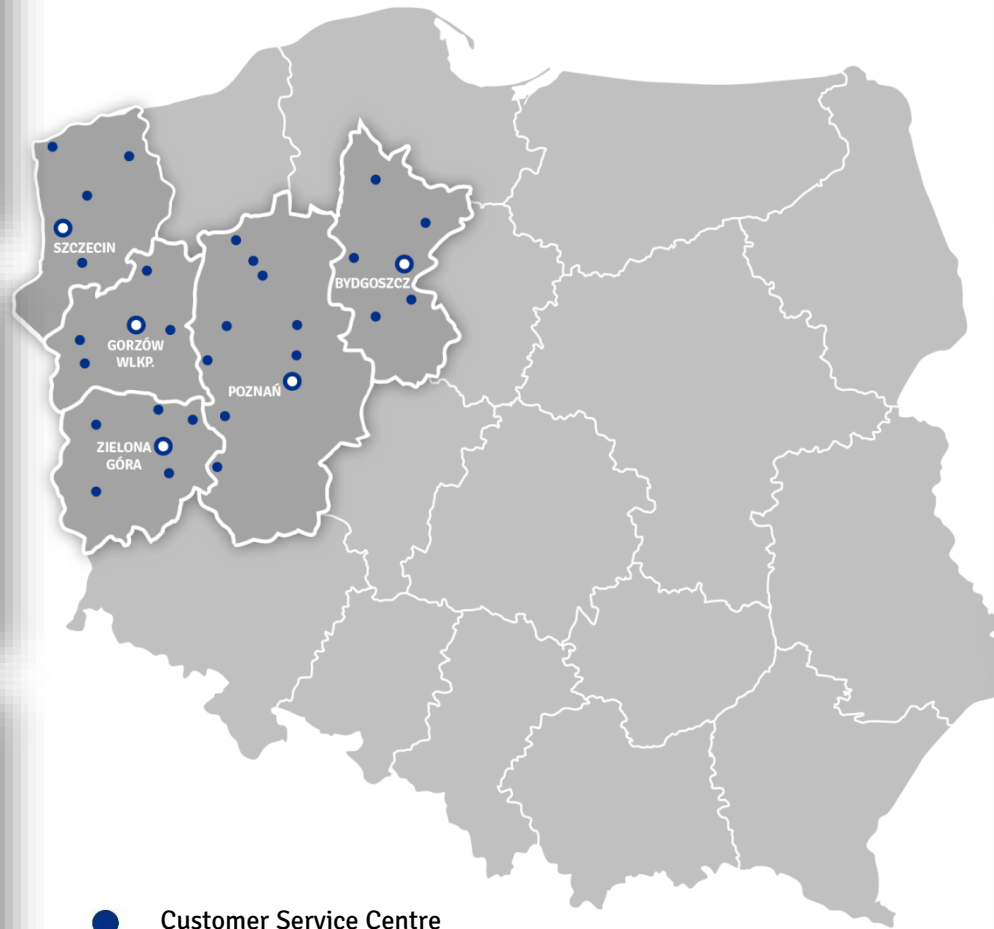 SZCZECIN
BYDGOSZCZ
GORZÓW
WLKP.
POZNAŃ
ZIELONA
GÓRA
Customer Service Centre